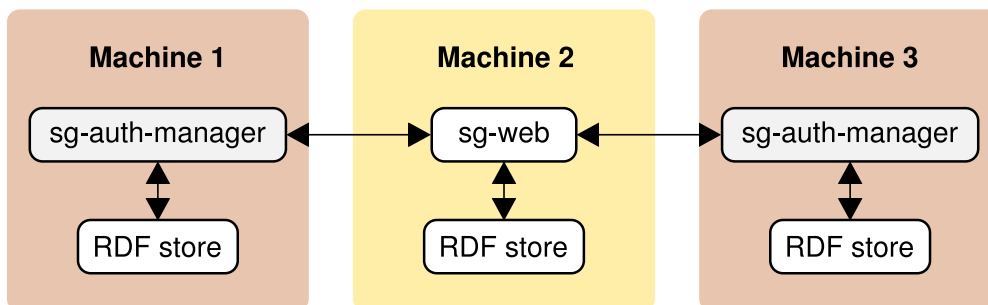 Machine 1
sg-auth-manager
RDF store
Machine 2
sg-web
RDF store
Machine 3
sg-auth-manager
RDF store